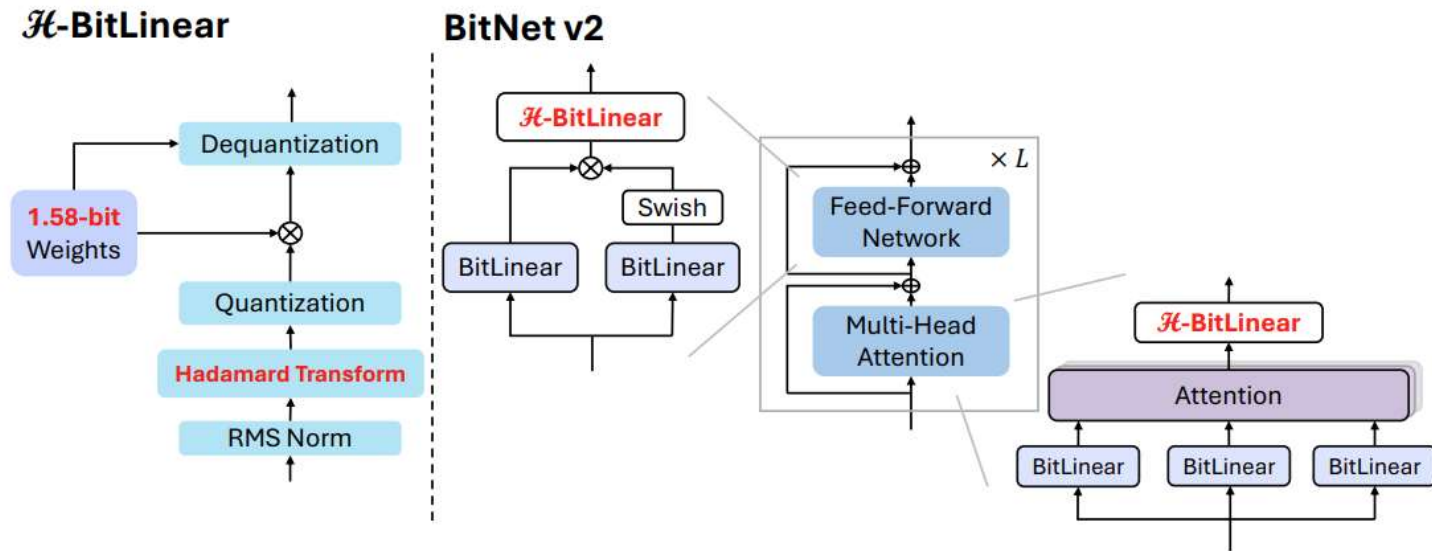 ℋ-BitLinear
Dequantization
1.58-bit
Weights
Quantization
Hadamard Transform
RMS Norm
BitNet v2
ℋ-BitLinear
Swish
BitLinear
BitLinear
× L
Feed-Forward
Network
Multi-Head
Attention
ℋ-BitLinear
Attention
BitLinear
BitLinear
BitLinear